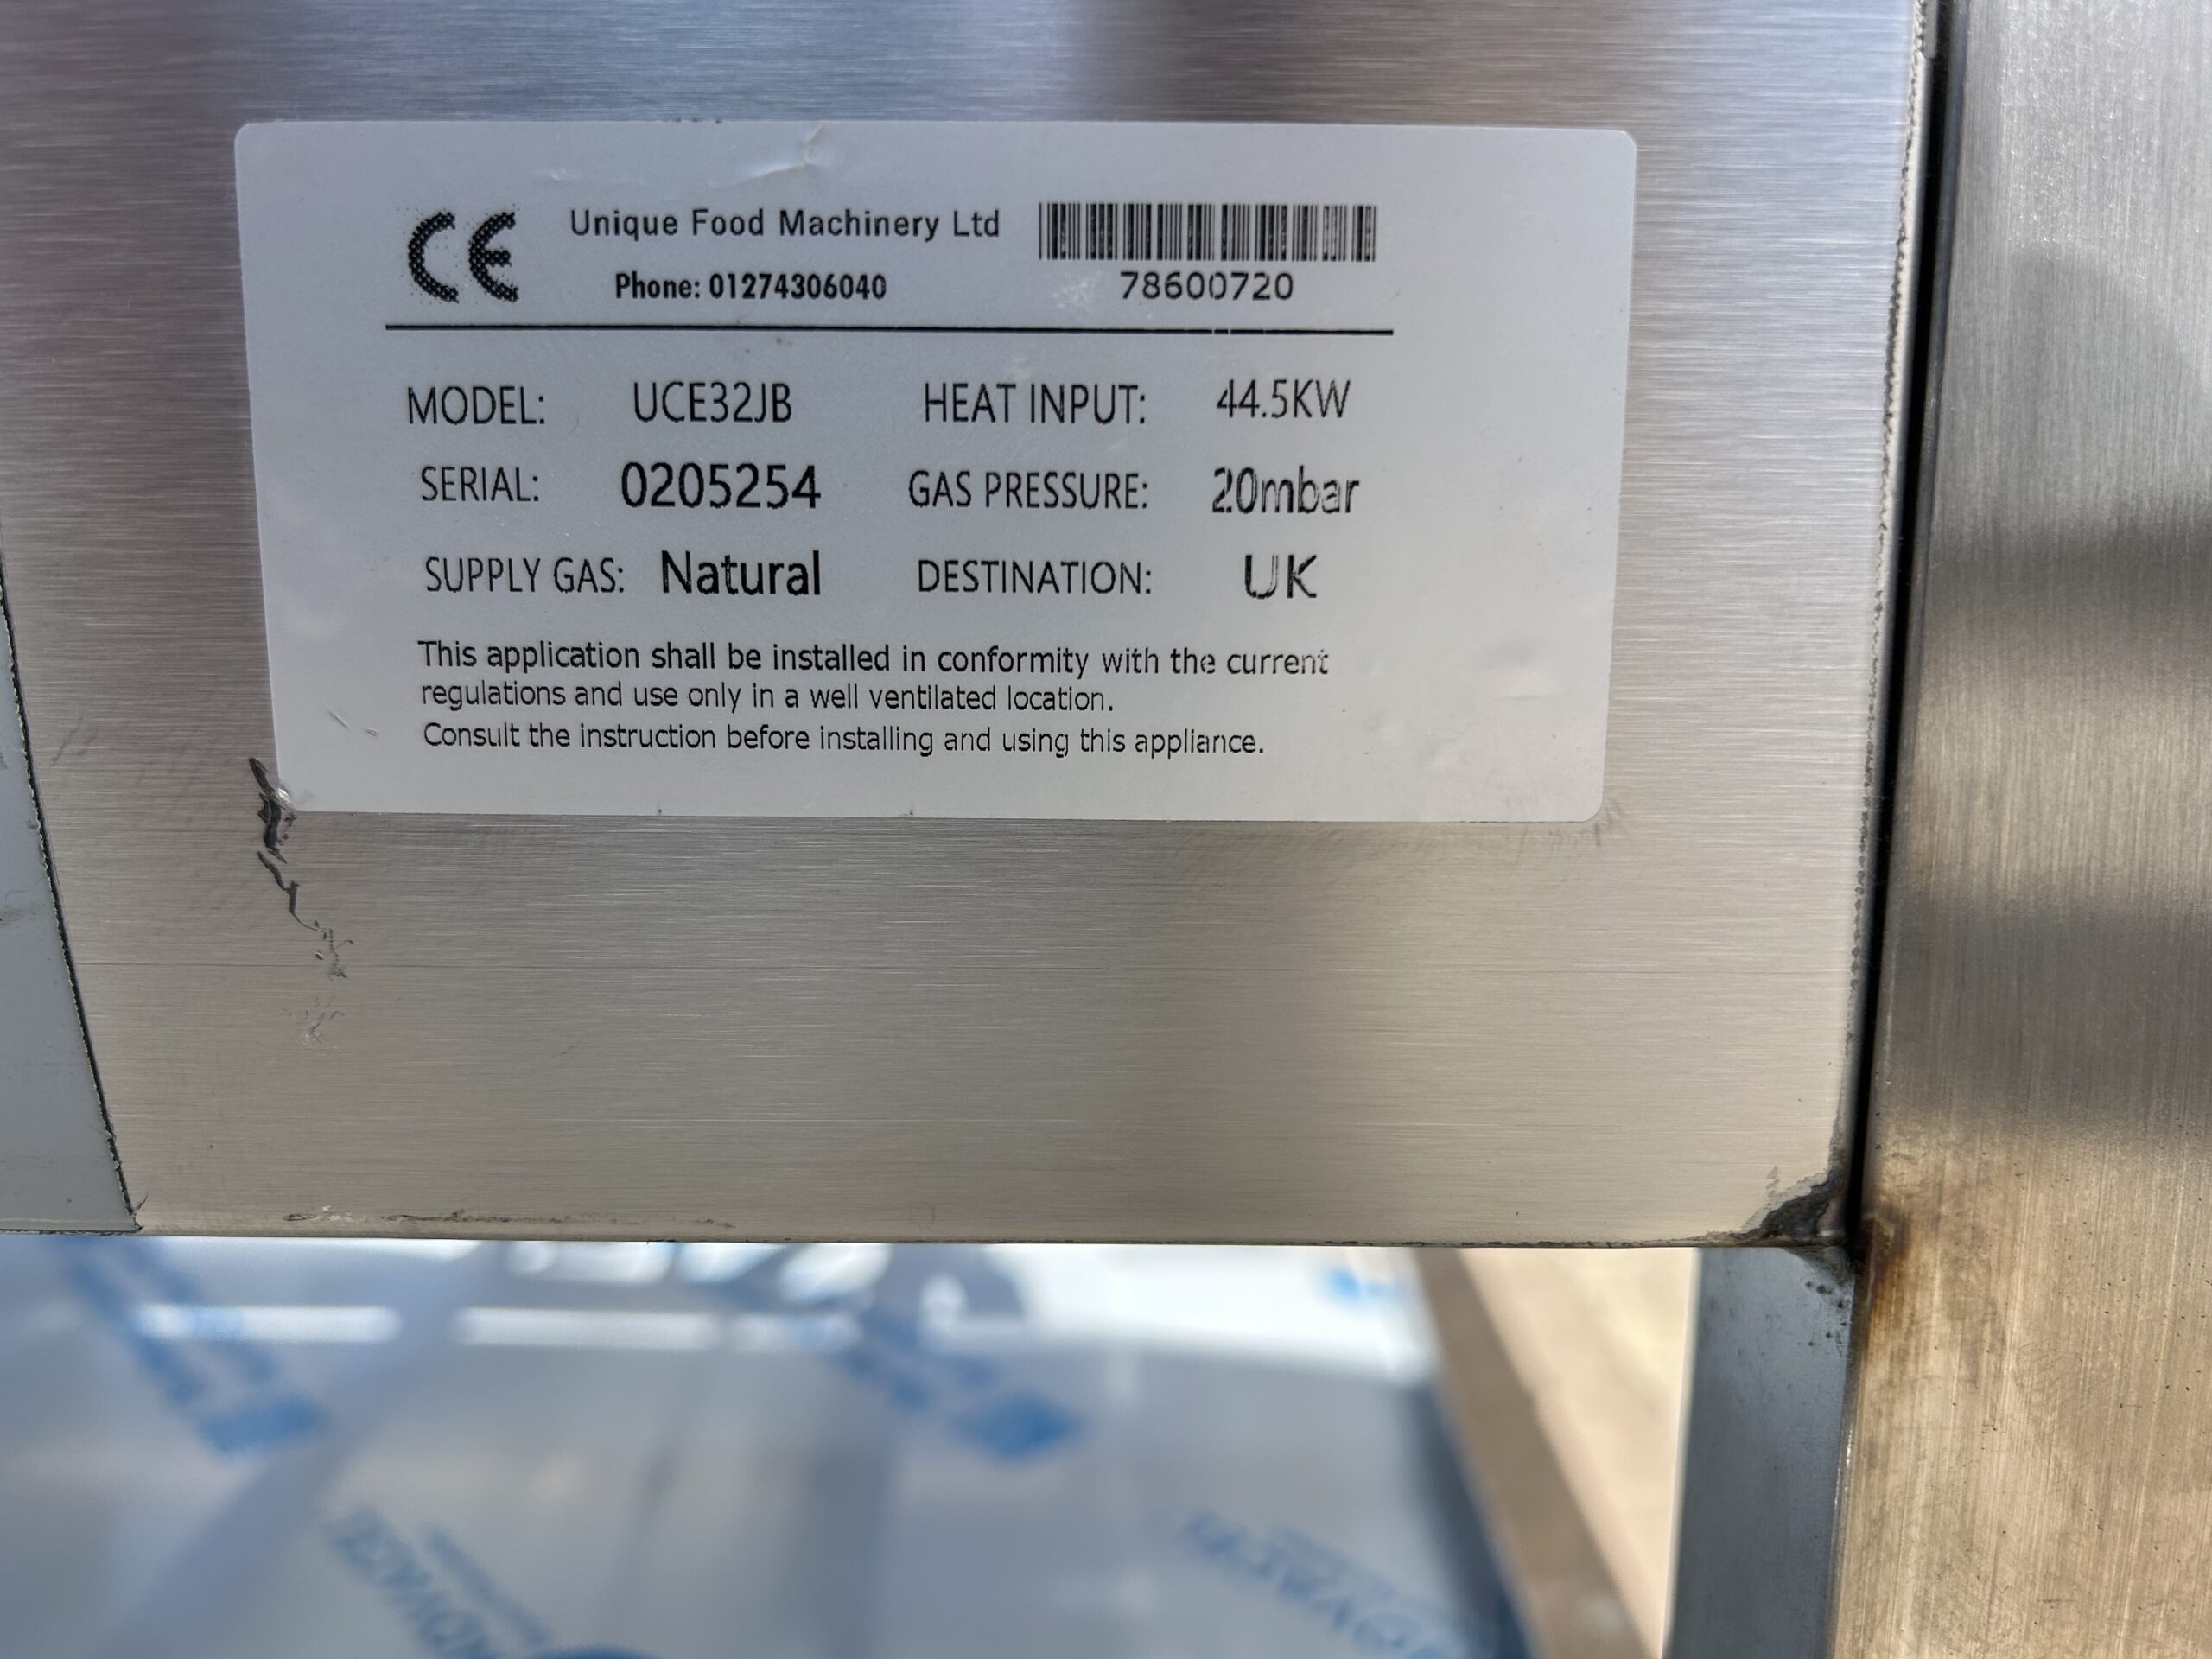 CE
Unique Food Machinery Ltd
Phone: 01274306040
78600720
MODEL: UCE32JB HEAT INPUT: 44.5KW
SERIAL: 0205254 GAS PRESSURE: 20mbar
SUPPLY GAS: Natural DESTINATION: UK
This application shall be installed in conformity with the current
regulations and use only in a well ventilated location.
Consult the instruction before installing and using this appliance.